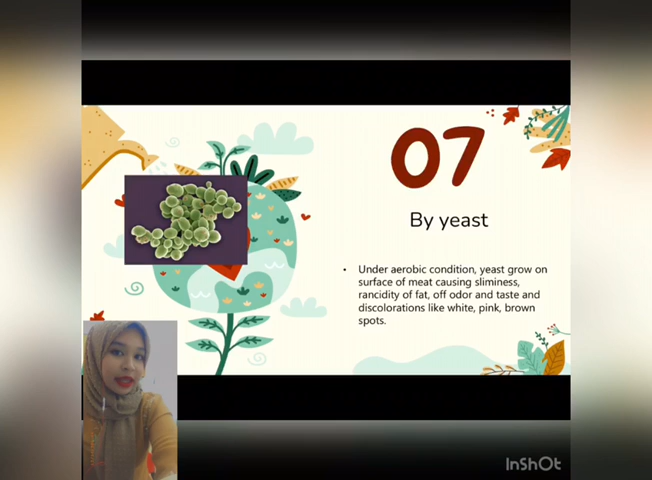 07
By yeast
• Under aerobic condition, yeast grow on
surface of meat causing sliminess,
rancidity of fat, off odor and taste and
discolorations like white, pink, brown
spots.
InShOt